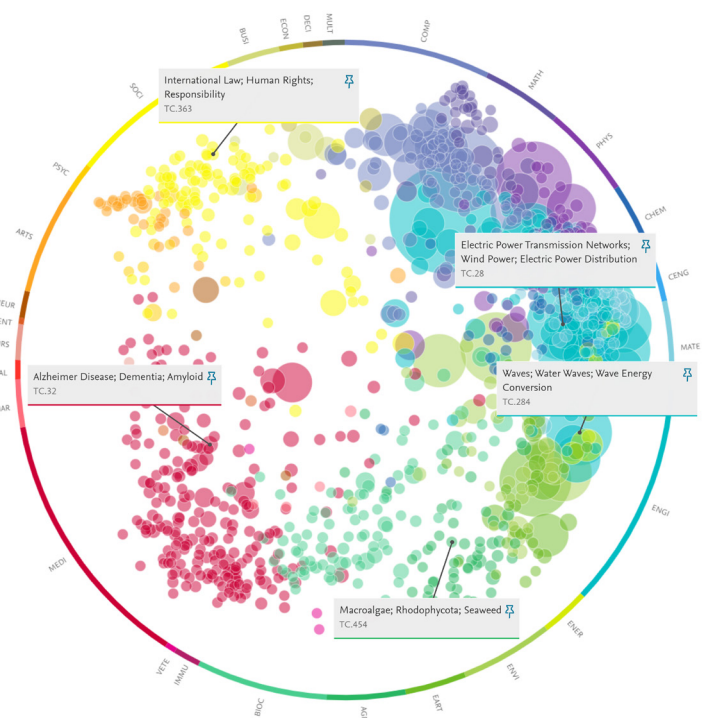 MULT
DECI
ECON
BUSI
COMP
MATH
SOCI
PHYS
PSYC
CHEM
ARTS
CENG
EUR
ENT
RS
MATE
AL
AR
ENGI
MEDI
ENER
VETE
IMMU
ENVI
BIOC
EART
AGI
International Law; Human Rights;
Responsibility
TC.363
Electric Power Transmission Networks;
Wind Power; Electric Power Distribution
TC.28
Waves; Water Waves; Wave Energy
Conversion
TC.284
Alzheimer Disease; Dementia; Amyloid
TC.32
Macroalgae; Rhodophycota; Seaweed
TC.454